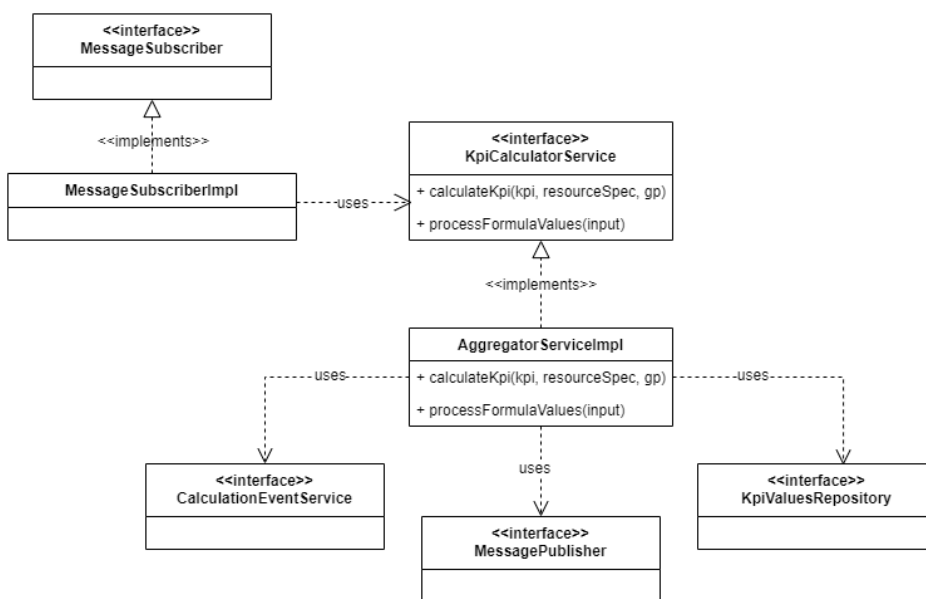 <<interface>>
MessageSubscriber
<<implements>>
MessageSubscriberImpl
uses
<<interface>>
KpiCalculatorService
+ calculateKpi(kpi, resourceSpec, gp)
+ processFormulaValues(input)
<<implements>>
AggregatorServiceImpl
+ calculateKpi(kpi, resourceSpec, gp)
+ processFormulaValues(input)
uses
uses
uses
<<interface>>
CalculationEventService
<<interface>>
MessagePublisher
<<interface>>
KpiValuesRepository